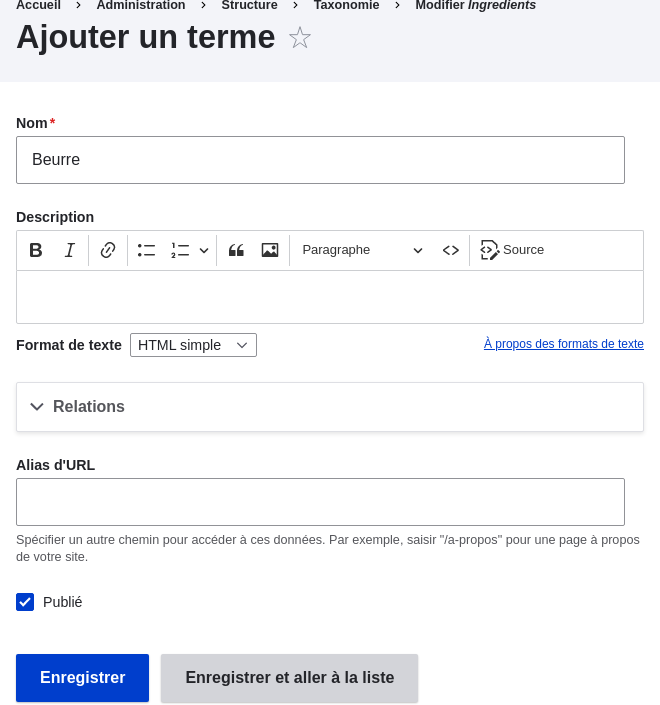 Accueil > Administration > Structure > Taxonomie > Modifier Ingredients
Ajouter un terme
Nom*
Beurre
Description
B I Paragraphe <> Source
Format de texte HTML simple À propos des formats de texte
Relations
Alias d'URL
Spécifier un autre chemin pour accéder à ces données. Par exemple, saisir "/a-propos" pour une page à propos
de votre site.
Publié
Enregistrer Enregistrer et aller à la liste